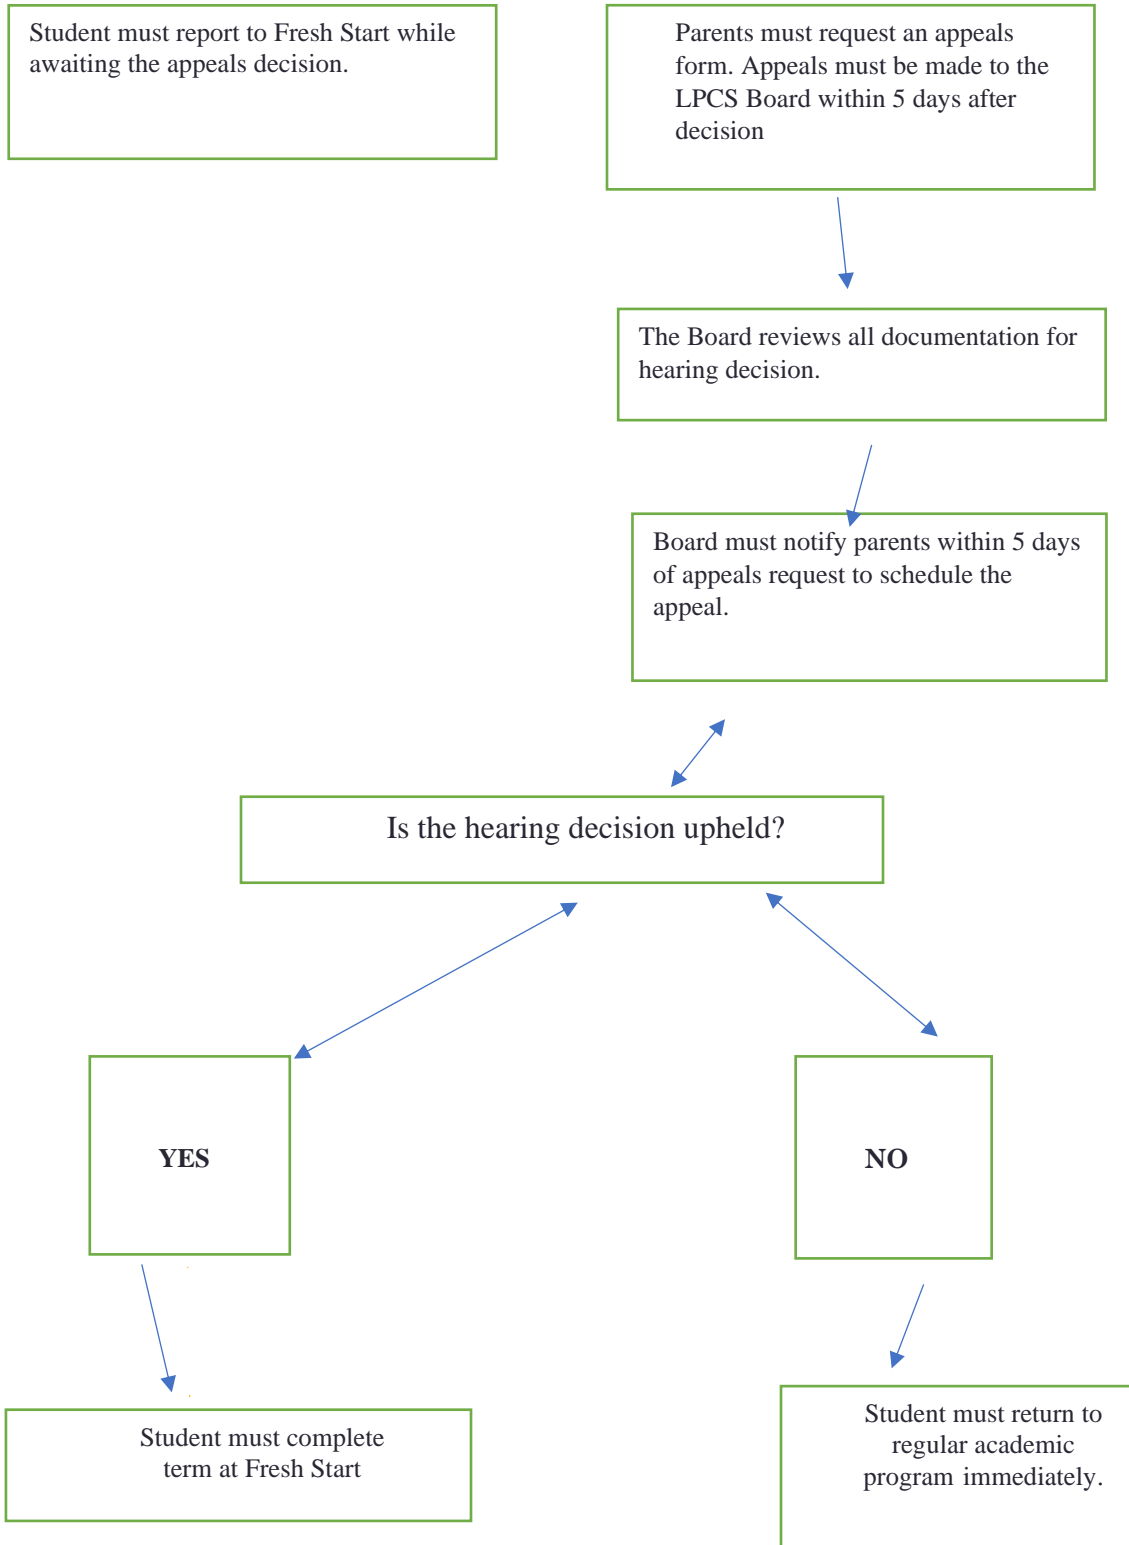 Student must report to Fresh Start while
awaiting the appeals decision.
Parents must request an appeals
form. Appeals must be made to the
LPCS Board within 5 days after
decision
The Board reviews all documentation for
hearing decision.
Board must notify parents within 5 days
of appeals request to schedule the
appeal.
Is the hearing decision upheld?
YES
NO
Student must complete
term at Fresh Start
Student must return to
regular academic
program immediately.